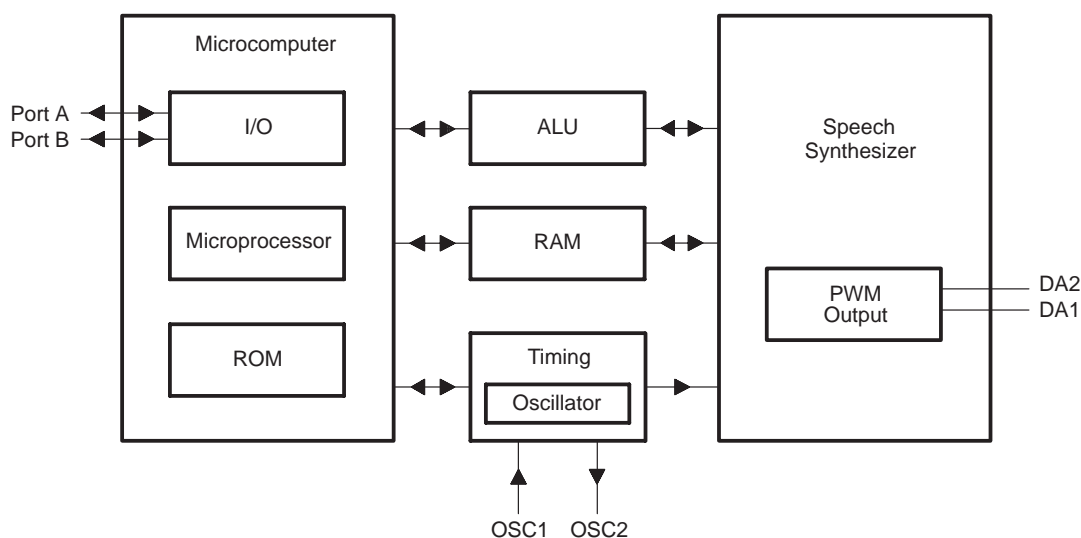 Microcomputer
Port A
Port B
I/O
Microprocessor
ROM
ALU
RAM
Timing
Oscillator
OSC1
OSC2
Speech
Synthesizer
PWM
Output
DA2
DA1